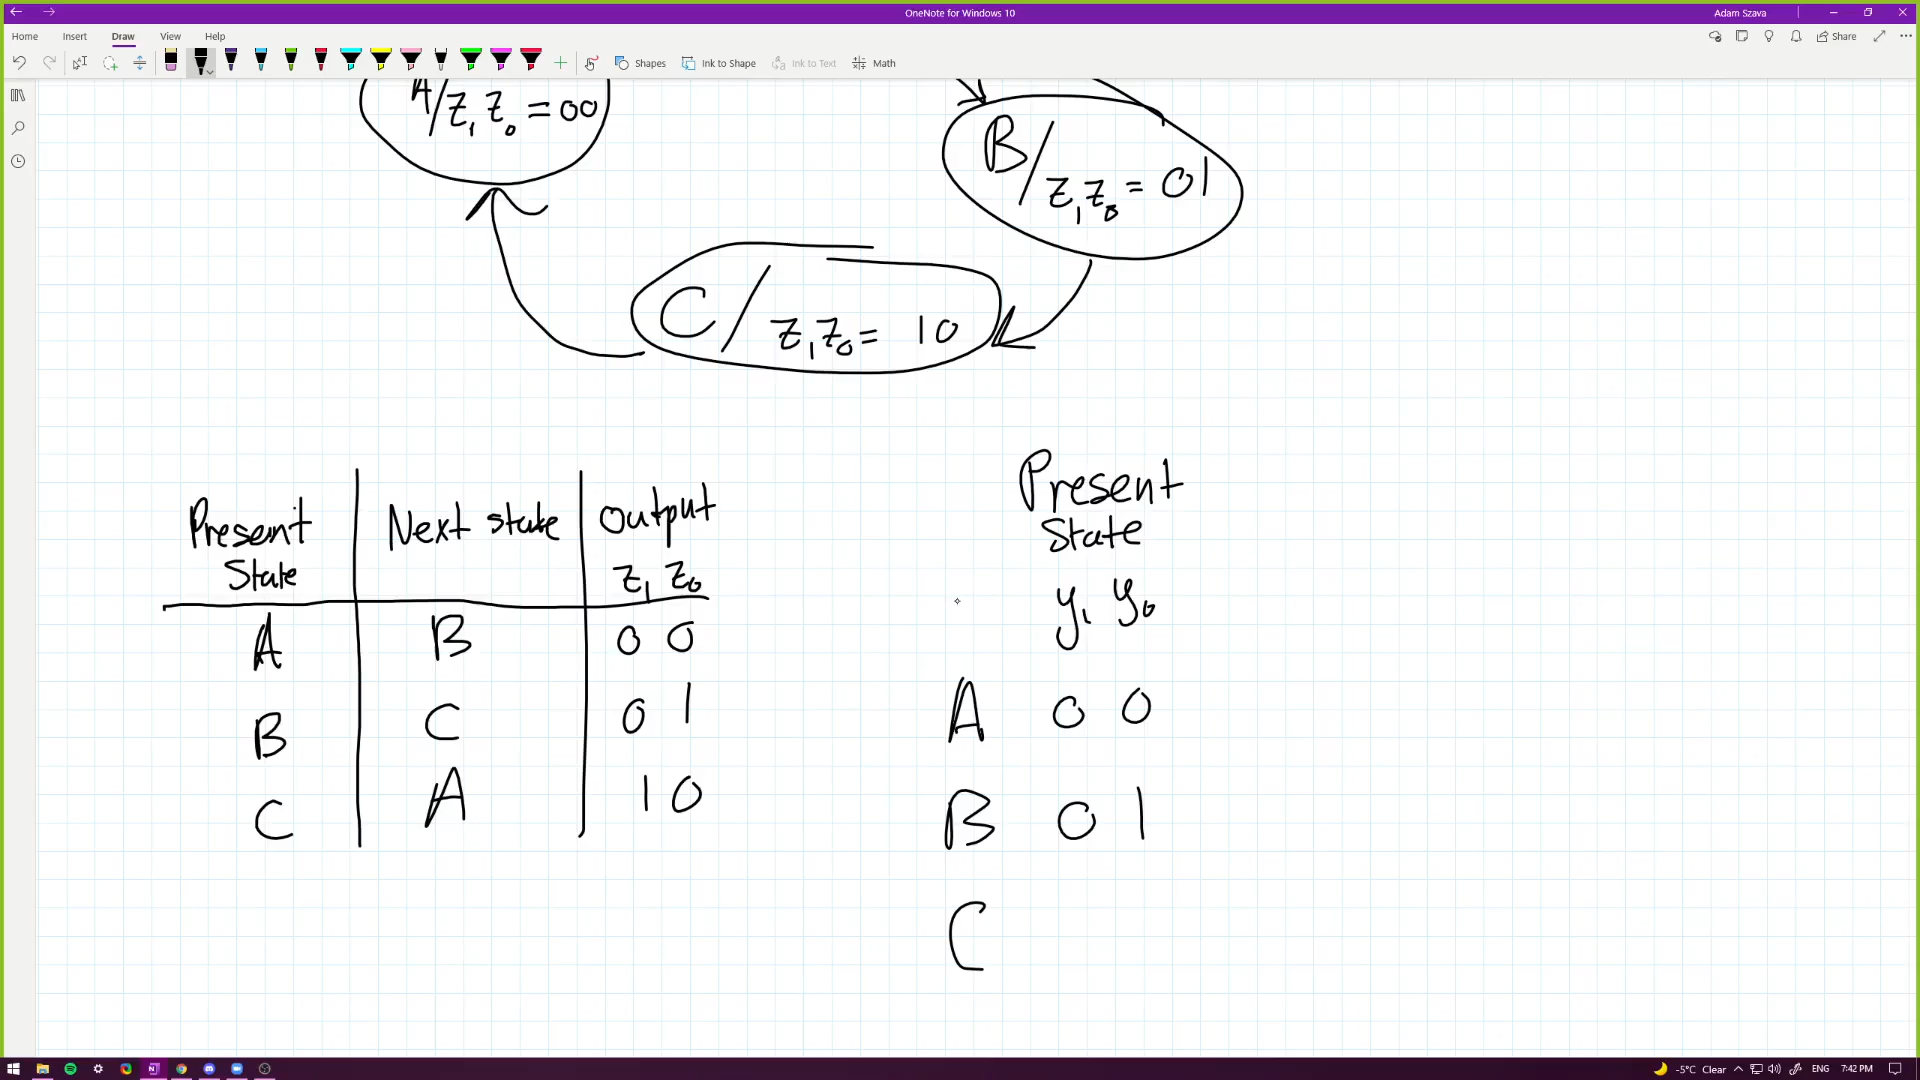 OneNote for Windows 10
Adam Szava
Home Insert Draw View Help
Share
Shapes Ink to Shape Ink to Text Math
A/z₁z₀ = 00
B/z₁z₀ = 01
C/z₁z₀ = 10
Present State | Next state | Output z₁ z₀
A B 0 0
B C 0 1
C A 1 0
Present
State
y₁ y₀
A 0 0
B 0 1
C
-5°C Clear ENG 7:42 PM